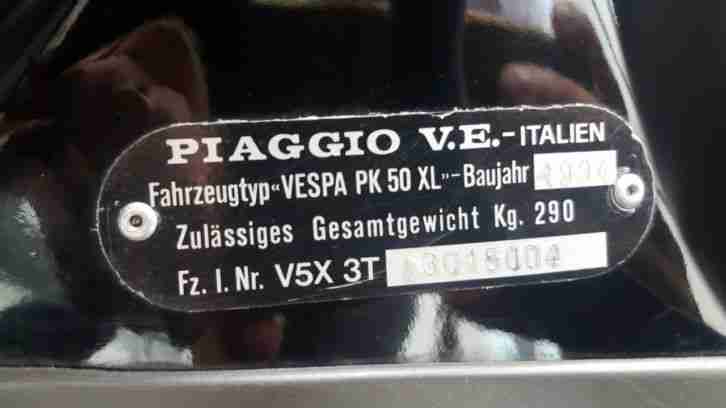 PIAGGIO V.E.-ITALIEN
Fahrzeugtyp «VESPA PK 50 XL»-Baujahr
Zulässiges Gesamtgewicht Kg. 290
Fz. I. Nr. V5X 3T